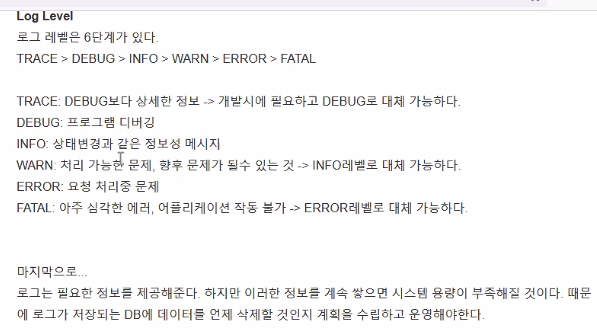 Log Level
로그 레벨은 6단계가 있다.
TRACE > DEBUG > INFO > WARN > ERROR > FATAL
TRACE: DEBUG보다 상세한 정보 -> 개발시에 필요하고 DEBUG로 대체 가능하다.
DEBUG: 프로그램 디버깅
INFO: 상태변경과 같은 정보성 메시지
WARN: 처리 가능한 문제, 향후 문제가 될수 있는 것 -> INFO레벨로 대체 가능하다.
ERROR: 요청 처리중 문제
FATAL: 아주 심각한 에러, 어플리케이션 작동 불가 -> ERROR레벨로 대체 가능하다.
마지막으로...
로그는 필요한 정보를 제공해준다. 하지만 이러한 정보를 계속 쌓으면 시스템 용량이 부족해질 것이다. 때문
에 로그가 저장되는 DB에 데이터를 언제 삭제할 것인지 계획을 수립하고 운영해야한다.